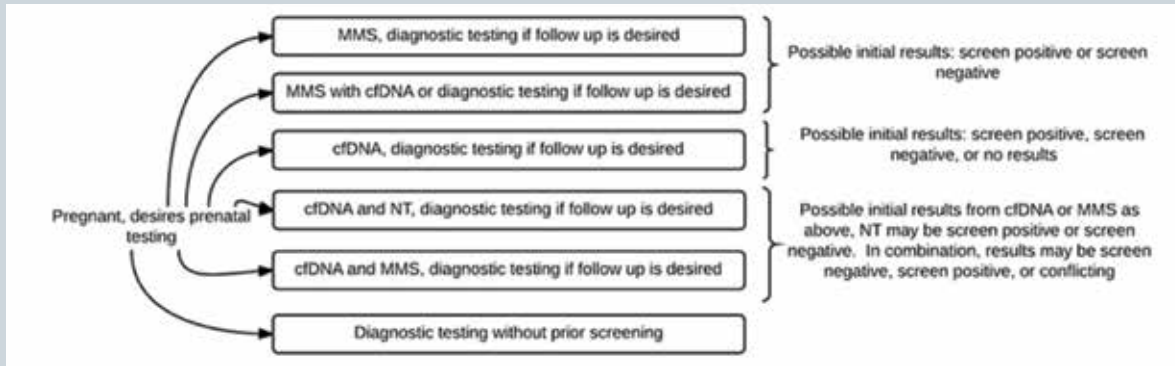 MMS, diagnostic testing if follow up is desired
MMS with cfDNA or diagnostic testing if follow up is desired
cfDNA, diagnostic testing if follow up is desired
Pregnant, desires prenatal
testing
cfDNA and NT, diagnostic testing if follow up is desired
cfDNA and MMS, diagnostic testing if follow up is desired
Diagnostic testing without prior screening
Possible initial results: screen positive or screen
negative
Possible initial results: screen positive, screen
negative, or no results
Possible initial results from cfDNA or MMS as
above, NT may be screen positive or screen
negative. In combination, results may be screen
negative, screen positive, or conflicting